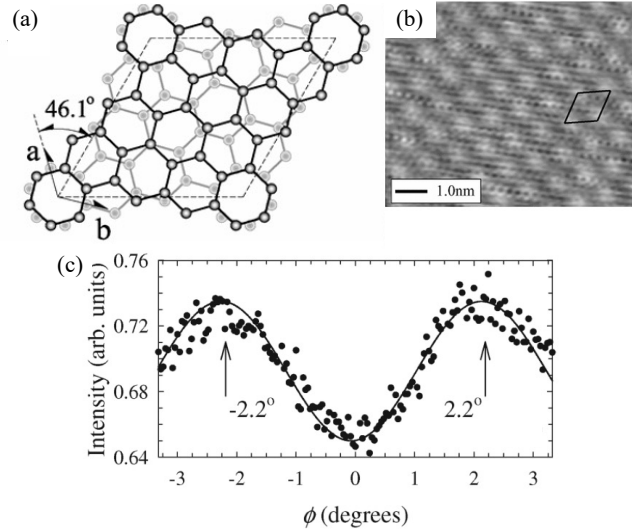 (a)
46.1°
a
b
(b)
1.0nm
(c)
Intensity (arb. units)
0.76
0.72
0.68
0.64
-2.2°
2.2°
-3 -2 -1 0 1 2 3
ϕ (degrees)